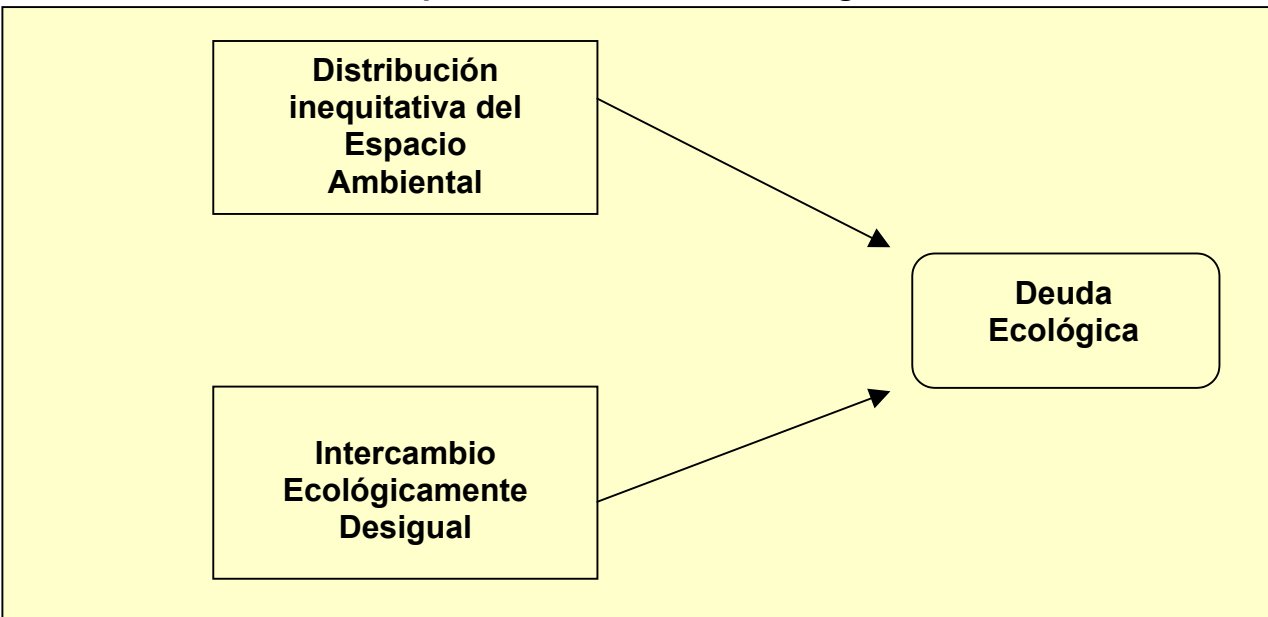 Distribución
inequitativa del
Espacio
Ambiental
Deuda
Ecológica
Intercambio
Ecológicamente
Desigual